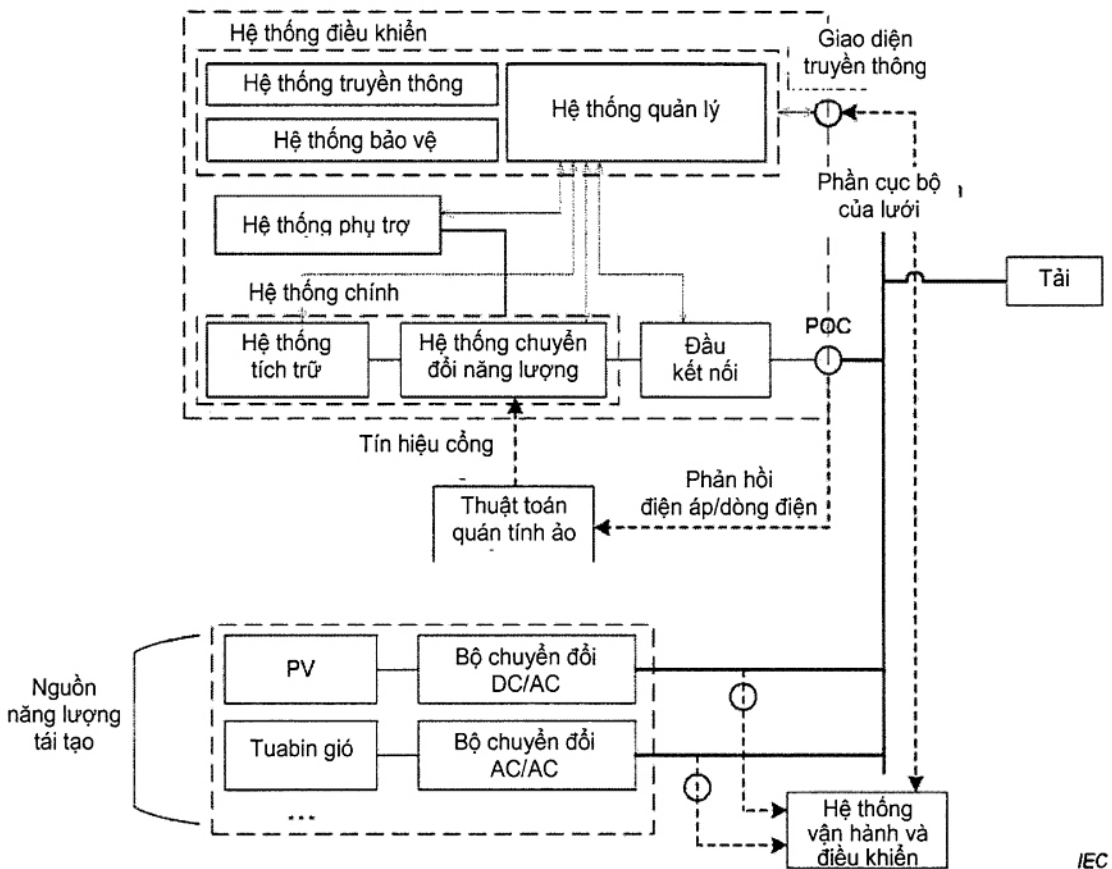 Hệ thống điều khiển
Giao diện
truyền thông
Hệ thống truyền thông
Hệ thống bảo vệ
Hệ thống quản lý
Phần cục bộ
của lưới
Hệ thống phụ trợ
Tải
Hệ thống chính
POC
Hệ thống
tích trữ
Hệ thống chuyển
đổi năng lượng
Đầu
kết nối
Tín hiệu cổng
Phản hồi
điện áp/dòng điện
Thuật toán
quán tính ảo
Nguồn
năng lượng
tái tạo
PV
Bộ chuyển đổi
DC/AC
Tuabin gió
Bộ chuyển đổi
AC/AC
...
Hệ thống
vận hành và
điều khiển
IEC